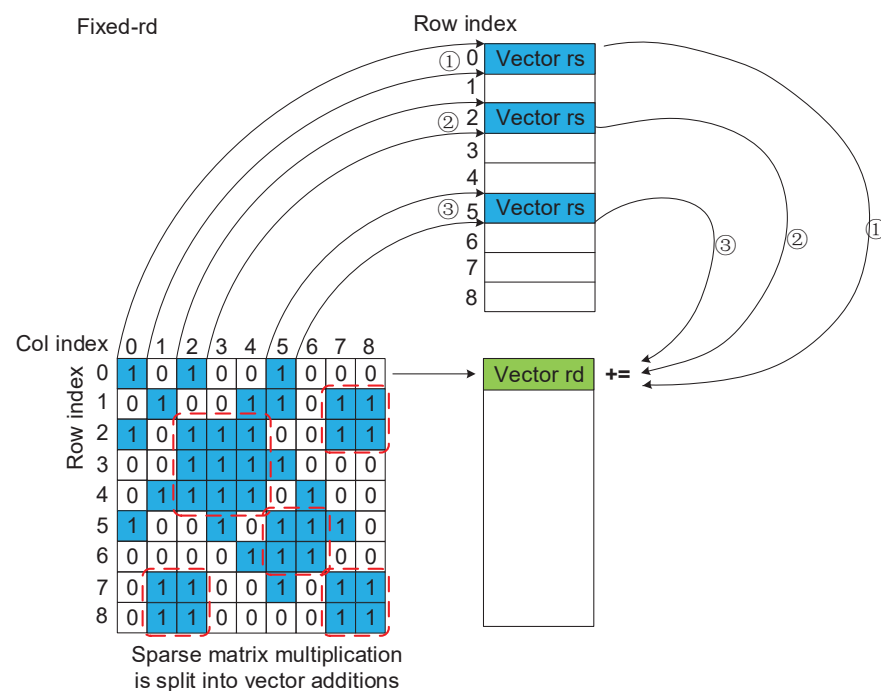 Fixed-rd
Row index
① 0 Vector rs
1
② 2 Vector rs
3
4
③ 5 Vector rs
6
7
8
③ ② ①
Col index 0 1 2 3 4 5 6 7 8
Row index
0 1 0 1 0 0 1 0 0 0
1 0 1 0 0 1 1 0 1 1
2 1 0 1 1 1 0 0 1 1
3 0 0 1 1 1 1 0 0 0
4 0 1 1 1 1 0 1 0 0
5 1 0 0 1 0 1 1 1 0
6 0 0 0 0 1 1 1 0 0
7 0 1 1 0 0 1 0 1 1
8 0 1 1 0 0 0 0 1 1
Vector rd +=
Sparse matrix multiplication
is split into vector additions